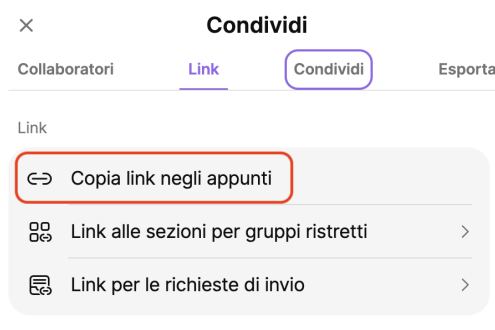 Condividi
Collaboratori Link Condividi Esporta
Link
Copia link negli appunti
Link alle sezioni per gruppi ristretti
Link per le richieste di invio